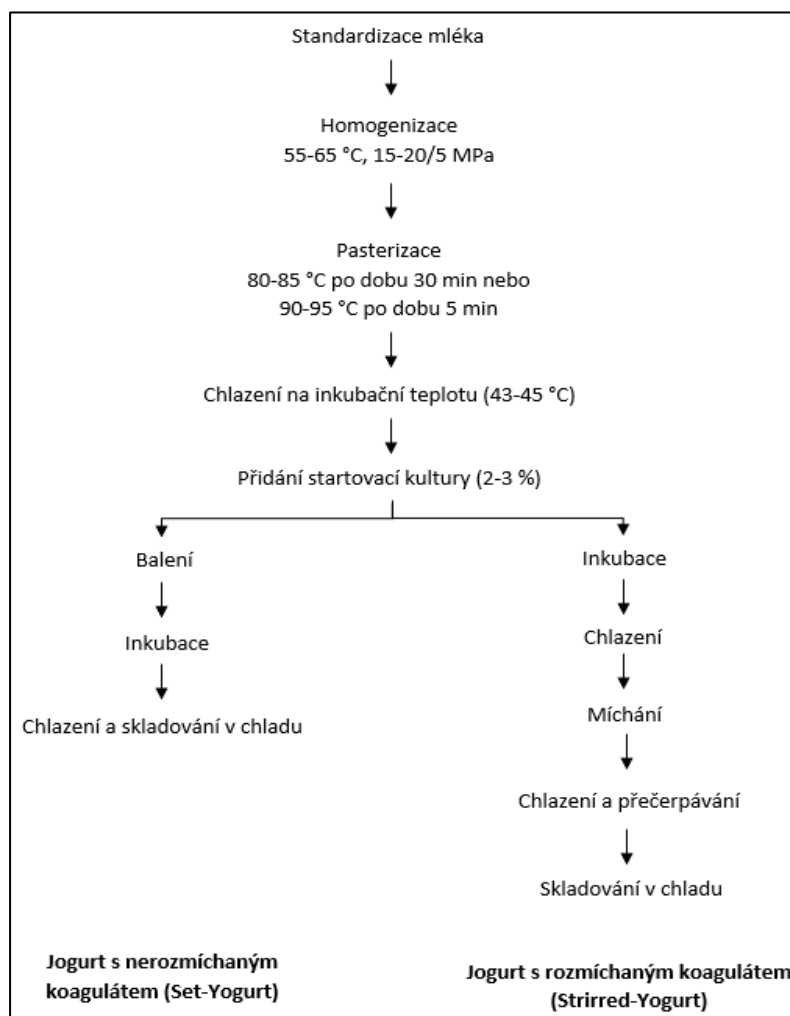 Standardizace mléka
Homogenizace
55-65 °C, 15-20/5 MPa
Pasterizace
80-85 °C po dobu 30 min nebo
90-95 °C po dobu 5 min
Chlazení na inkubační teplotu (43-45 °C)
Přidání startovací kultury (2-3 %)
Balení
Inkubace
Chlazení a skladování v chladu
Jogurt s nerozmíchaným
koagulátem (Set-Yogurt)
Inkubace
Chlazení
Míchání
Chlazení a přečerpávání
Skladování v chladu
Jogurt s rozmíchaným koagulátem
(Strirred-Yogurt)